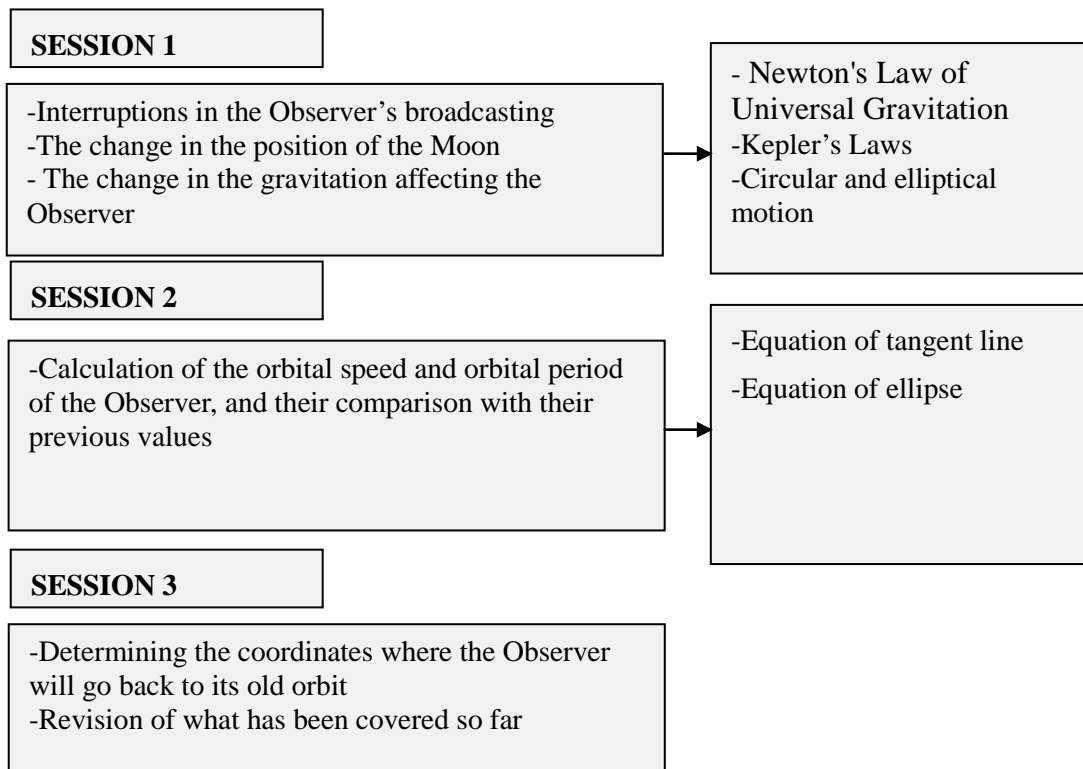 SESSION 1
-Interruptions in the Observer’s broadcasting
-The change in the position of the Moon
- The change in the gravitation affecting the
Observer
- Newton's Law of
Universal Gravitation
-Kepler’s Laws
-Circular and elliptical
motion
SESSION 2
-Calculation of the orbital speed and orbital period
of the Observer, and their comparison with their
previous values
-Equation of tangent line
-Equation of ellipse
SESSION 3
-Determining the coordinates where the Observer
will go back to its old orbit
-Revision of what has been covered so far